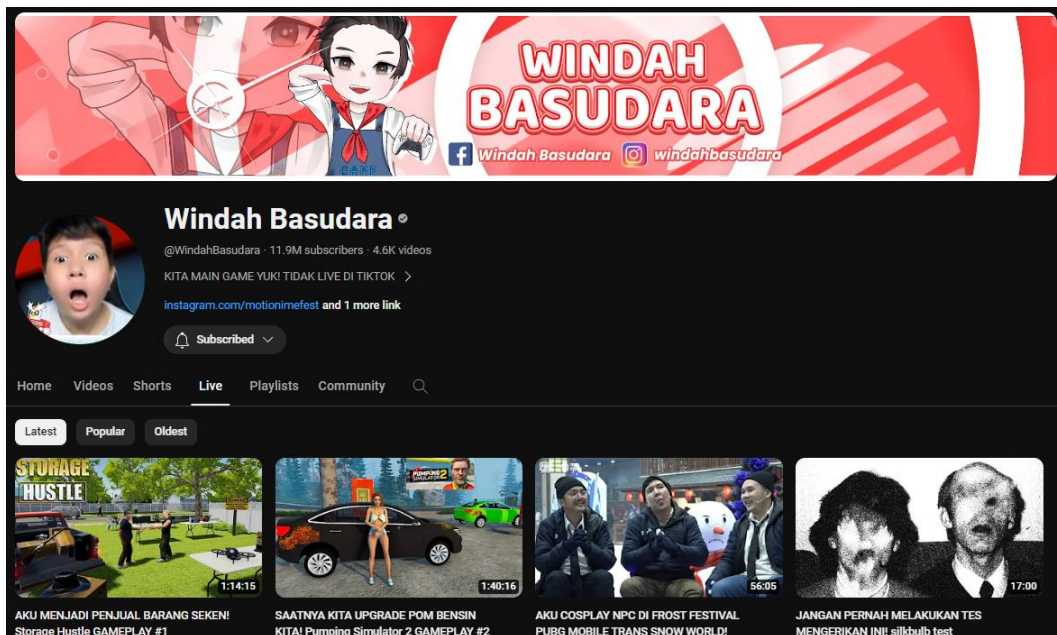 WINDAH
BASUDARA
Windah Basudara windahbasudara
GAME
Windah Basudara
@WindahBasudara · 11.9M subscribers · 4.6K videos
KITA MAIN GAME YUK! TIDAK LIVE DI TIKTOK
instagram.com/motionimefest and 1 more link
Subscribed
Home Videos Shorts Live Playlists Community
Latest Popular Oldest
STORAGE
HUSTLE
1:14:15
PUMPING
SIMULATOR 2
1:40:16
56:05
17:00
AKU MENJADI PENJUAL BARANG SEKEN!
Storage Hustle GAMEPLAY #1
SAATNYA KITA UPGRADE POM BENSIN
KITA! Pumping Simulator 2 GAMEPLAY #2
AKU COSPLAY NPC DI FROST FESTIVAL
PUBG MOBILE TRANS SNOW WORLD!
JANGAN PERNAH MELAKUKAN TES
MENGERIKAN INI! silkbulb test